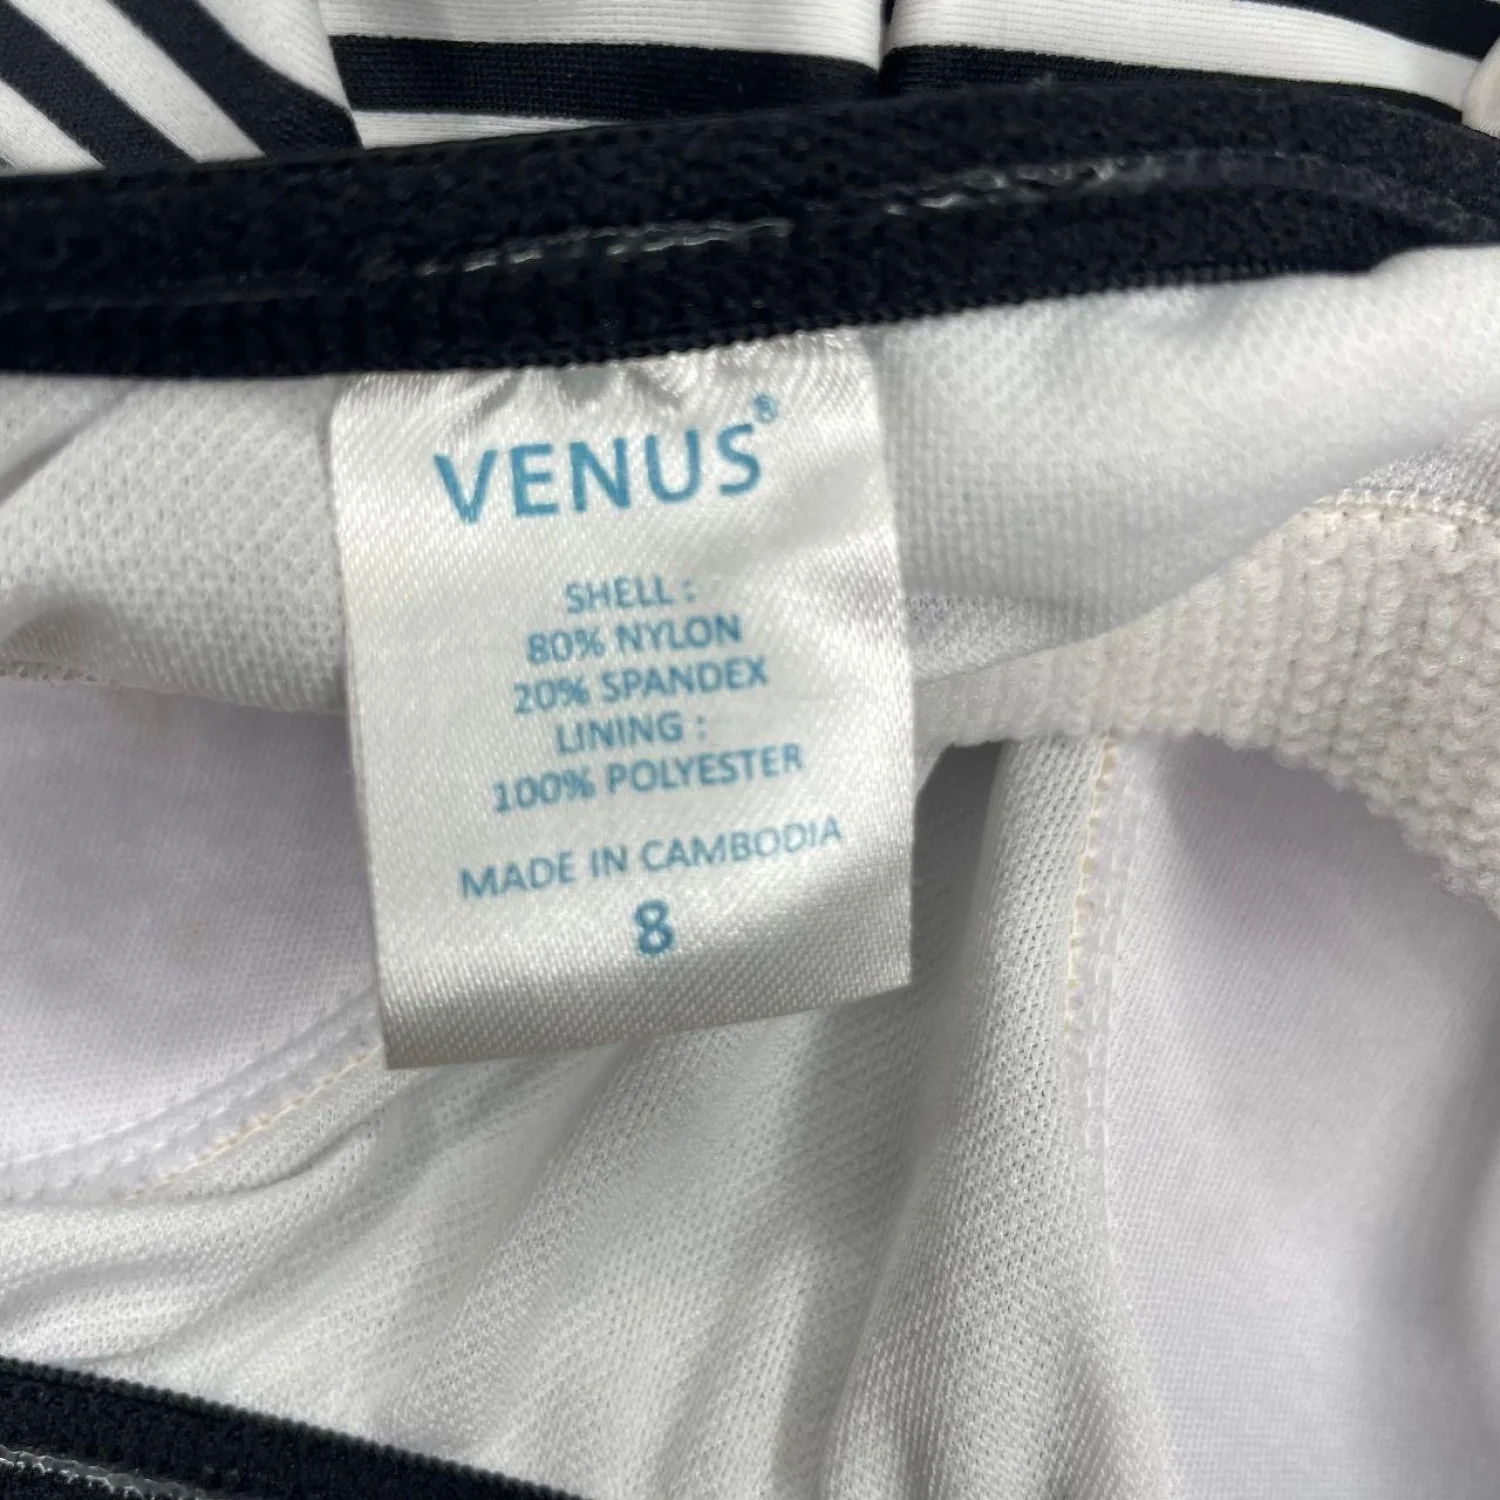 VENUS®
SHELL :
80% NYLON
20% SPANDEX
LINING :
100% POLYESTER
MADE IN CAMBODIA
8